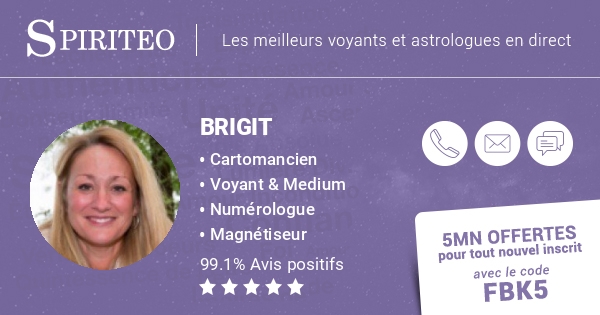 SPIRITEO
Les meilleurs voyants et astrologues en direct
BRIGIT
• Cartomancien
• Voyant & Medium
• Numérologue
• Magnétiseur
99.1% Avis positifs
5MN OFFERTES
pour tout nouvel inscrit
avec le code
FBK5